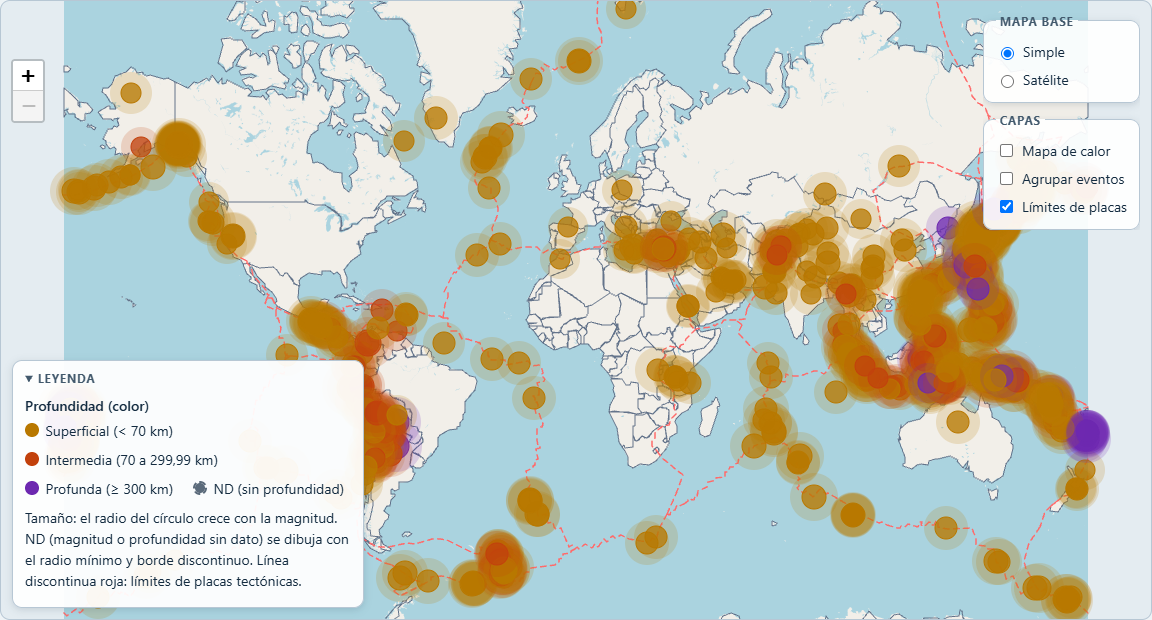 +
−
MAPA BASE
Simple
Satélite
CAPAS
Mapa de calor
Agrupar eventos
Límites de placas
▼ LEYENDA
Profundidad (color)
Superficial (< 70 km)
Intermedia (70 a 299,99 km)
Profunda (≥ 300 km) ND (sin profundidad)
Tamaño: el radio del círculo crece con la magnitud.
ND (magnitud o profundidad sin dato) se dibuja con
el radio mínimo y borde discontinuo. Línea
discontinua roja: límites de placas tectónicas.